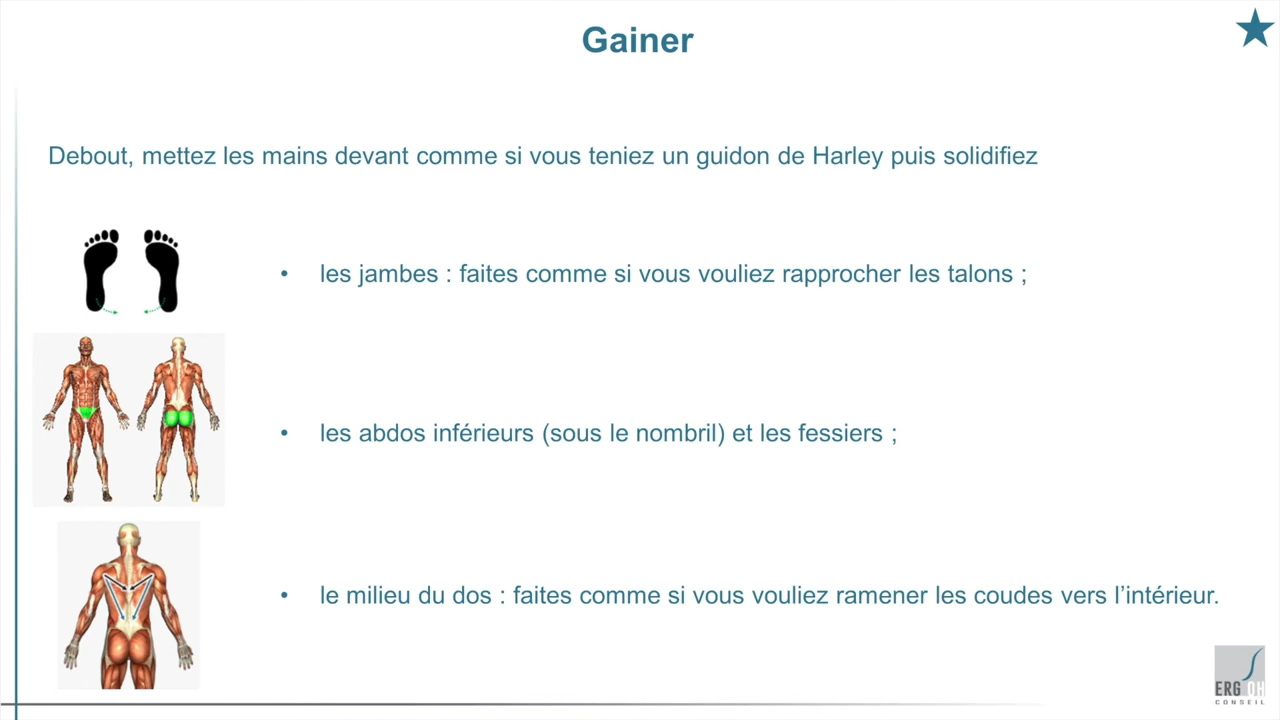 Gainer
Debout, mettez les mains devant comme si vous teniez un guidon de Harley puis solidifiez
• les jambes : faites comme si vous vouliez rapprocher les talons ;
• les abdos inférieurs (sous le nombril) et les fessiers ;
• le milieu du dos : faites comme si vous vouliez ramener les coudes vers l’intérieur.
ERG OH
CONSEIL